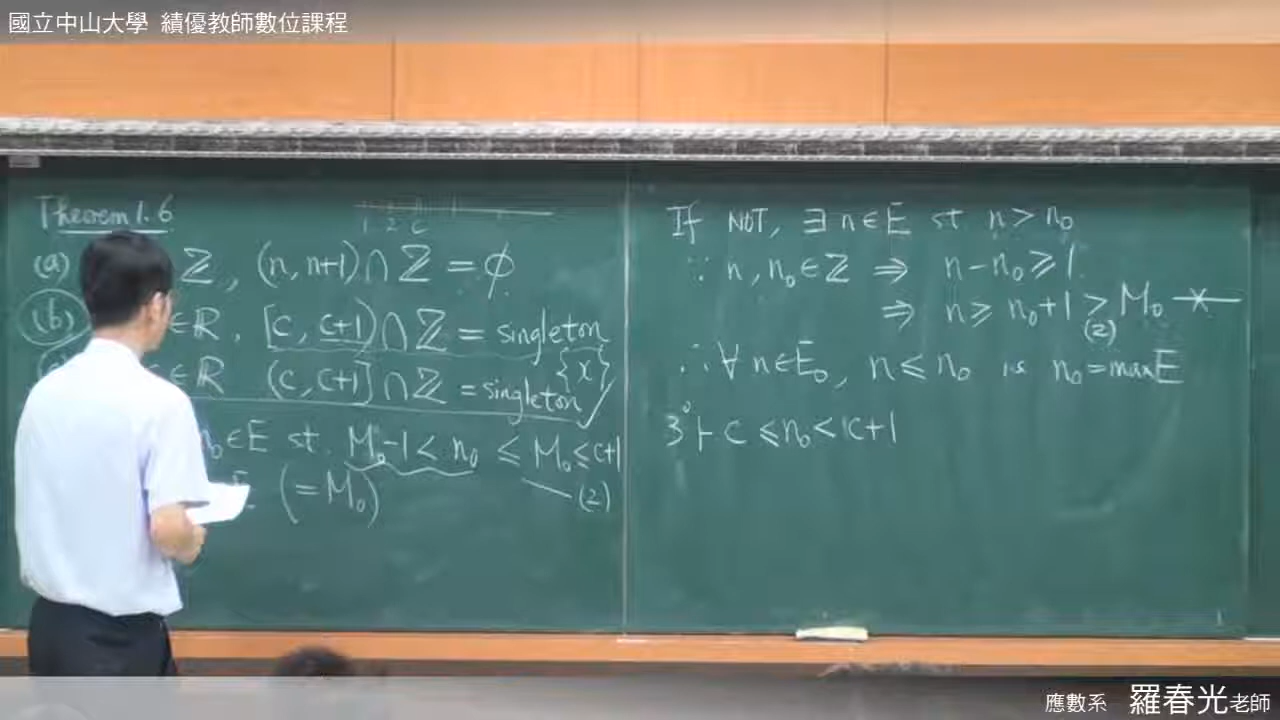 國立中山大學 績優教師數位課程
Theorem 1.6
1 2 c
(a) ℤ, (n, n+1) ∩ ℤ = ϕ
(b) ∈ ℝ, [c, c+1) ∩ ℤ = singleton
{x}
∈ ℝ (c, c+1] ∩ ℤ = singleton
n₀ ∈ E st. M₀-1 < n₀ ≤ M₀ ≤ c+1
(2)
(= M₀)
If NOT, ∃ n ∈ E st n > n₀
∵ n, n₀ ∈ ℤ ⇒ n - n₀ ≥ 1
⇒ n ≥ n₀+1 > M₀
(2)
∴ ∀ n ∈ E₀, n ≤ n₀ is n₀ = max E
3° ⊦ c ≤ n₀ < c+1
應數系 羅春光老師